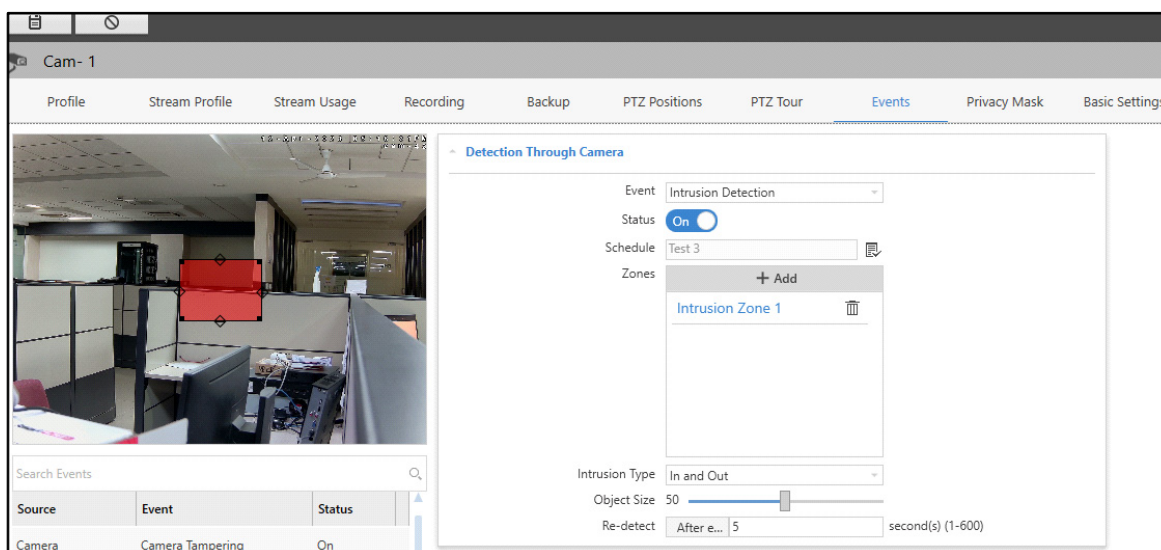 Cam- 1
Profile Stream Profile Stream Usage Recording Backup PTZ Positions PTZ Tour Events Privacy Mask Basic Settings
Detection Through Camera
Event Intrusion Detection
Status On
Schedule Test 3
Zones + Add
Intrusion Zone 1
Intrusion Type In and Out
Object Size 50
Re-detect After e... 5 second(s) (1-600)
Search Events
Source Event Status
Camera Camera Tampering On